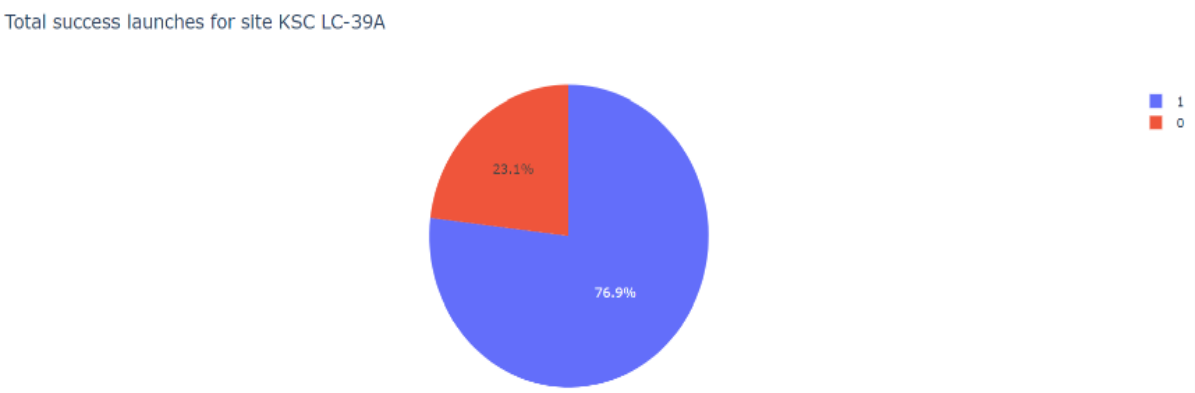 Total success launches for site KSC LC-39A
1
0
23.1%
76.9%